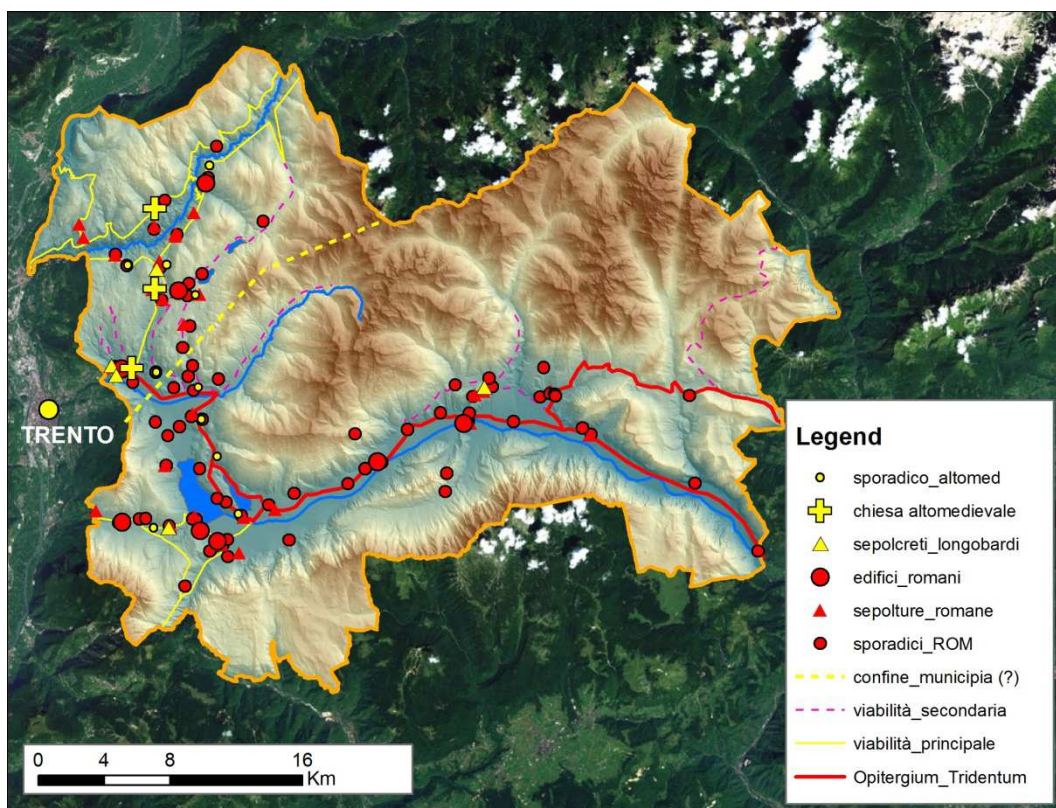 TRENTO
Legend
sporadico_altomed
chiesa altomedievale
sepolcreti_longobardi
edifici_romani
sepolture_romane
sporadici_ROM
confine_municipia (?)
viabilità_secondaria
viabilità_principale
Opitergium_Tridentum
0 4 8 16
Km